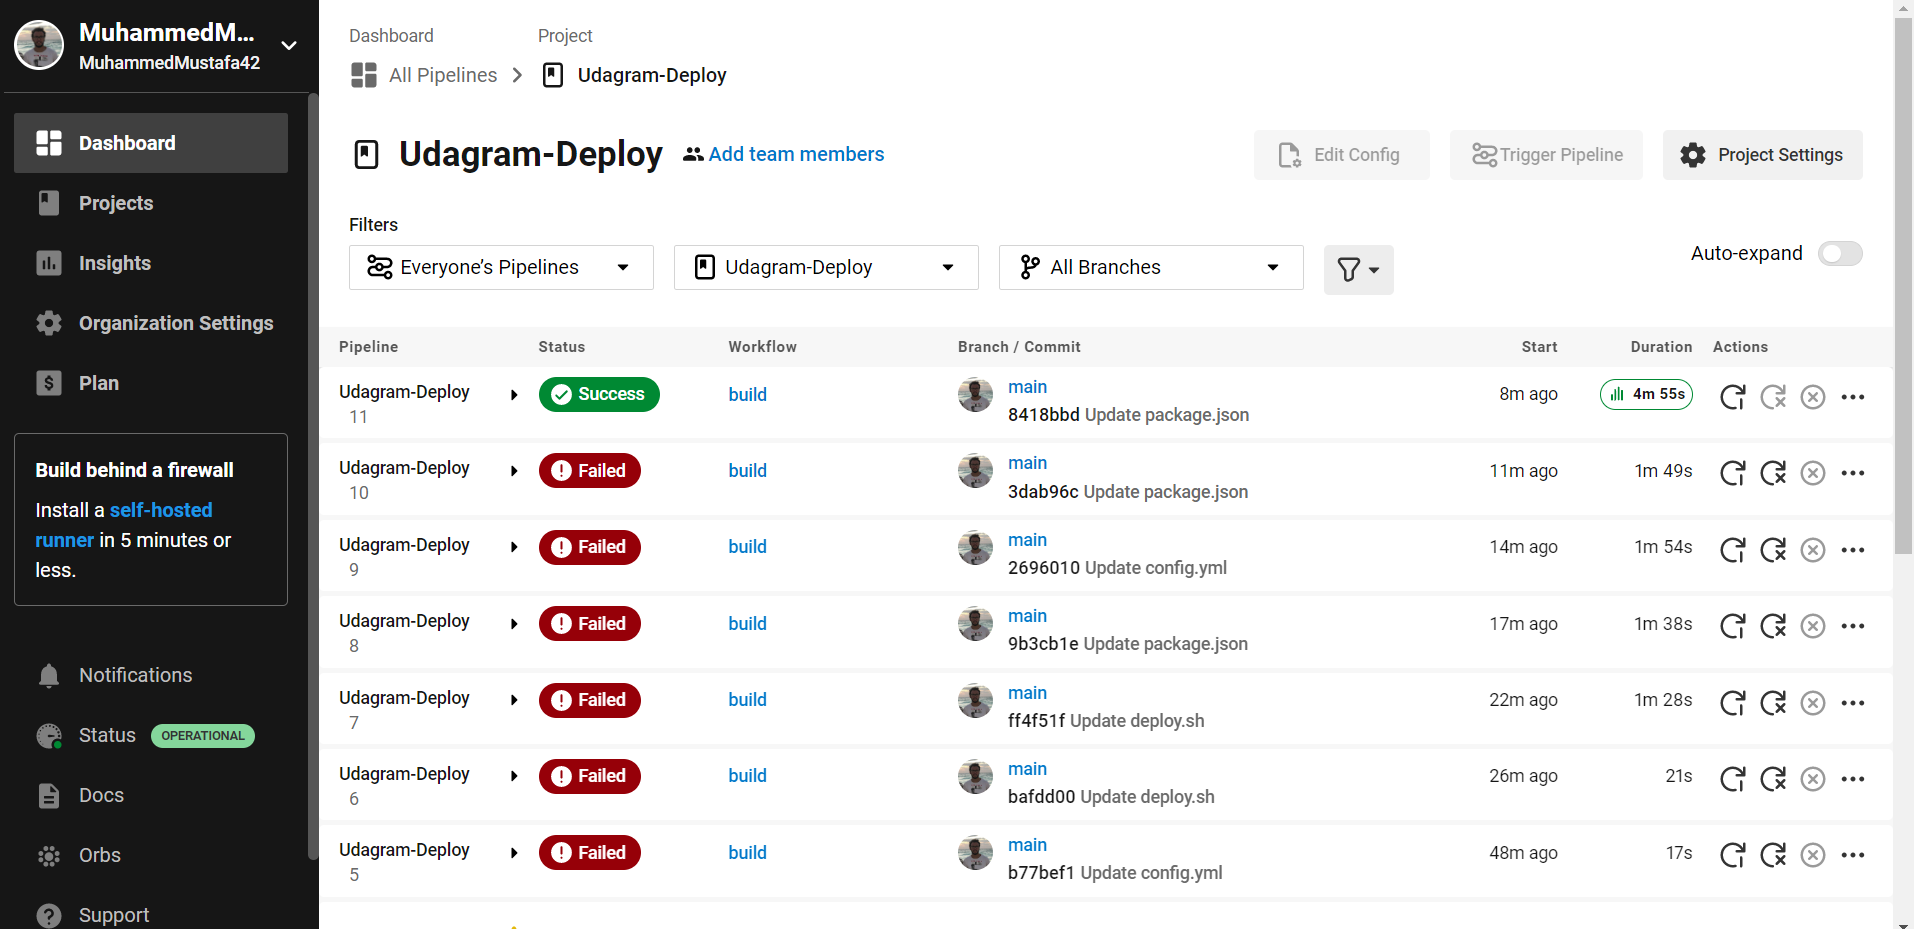 MuhammedM...
MuhammedMustafa42
Dashboard
Projects
Insights
Organization Settings
Plan
Build behind a firewall
Install a self-hosted
runner in 5 minutes or
less.
Notifications
Status OPERATIONAL
Docs
Orbs
Support
Dashboard Project
All Pipelines Udagram-Deploy
Udagram-Deploy Add team members
Edit Config Trigger Pipeline Project Settings
Filters
Everyone’s Pipelines Udagram-Deploy All Branches
Auto-expand
Pipeline Status Workflow Branch / Commit Start Duration Actions
Udagram-Deploy Success build main 8m ago 4m 55s
11 8418bbd Update package.json
Udagram-Deploy Failed build main 11m ago 1m 49s
10 3dab96c Update package.json
Udagram-Deploy Failed build main 14m ago 1m 54s
9 2696010 Update config.yml
Udagram-Deploy Failed build main 17m ago 1m 38s
8 9b3cb1e Update package.json
Udagram-Deploy Failed build main 22m ago 1m 28s
7 ff4f51f Update deploy.sh
Udagram-Deploy Failed build main 26m ago 21s
6 bafdd00 Update deploy.sh
Udagram-Deploy Failed build main 48m ago 17s
5 b77bef1 Update config.yml